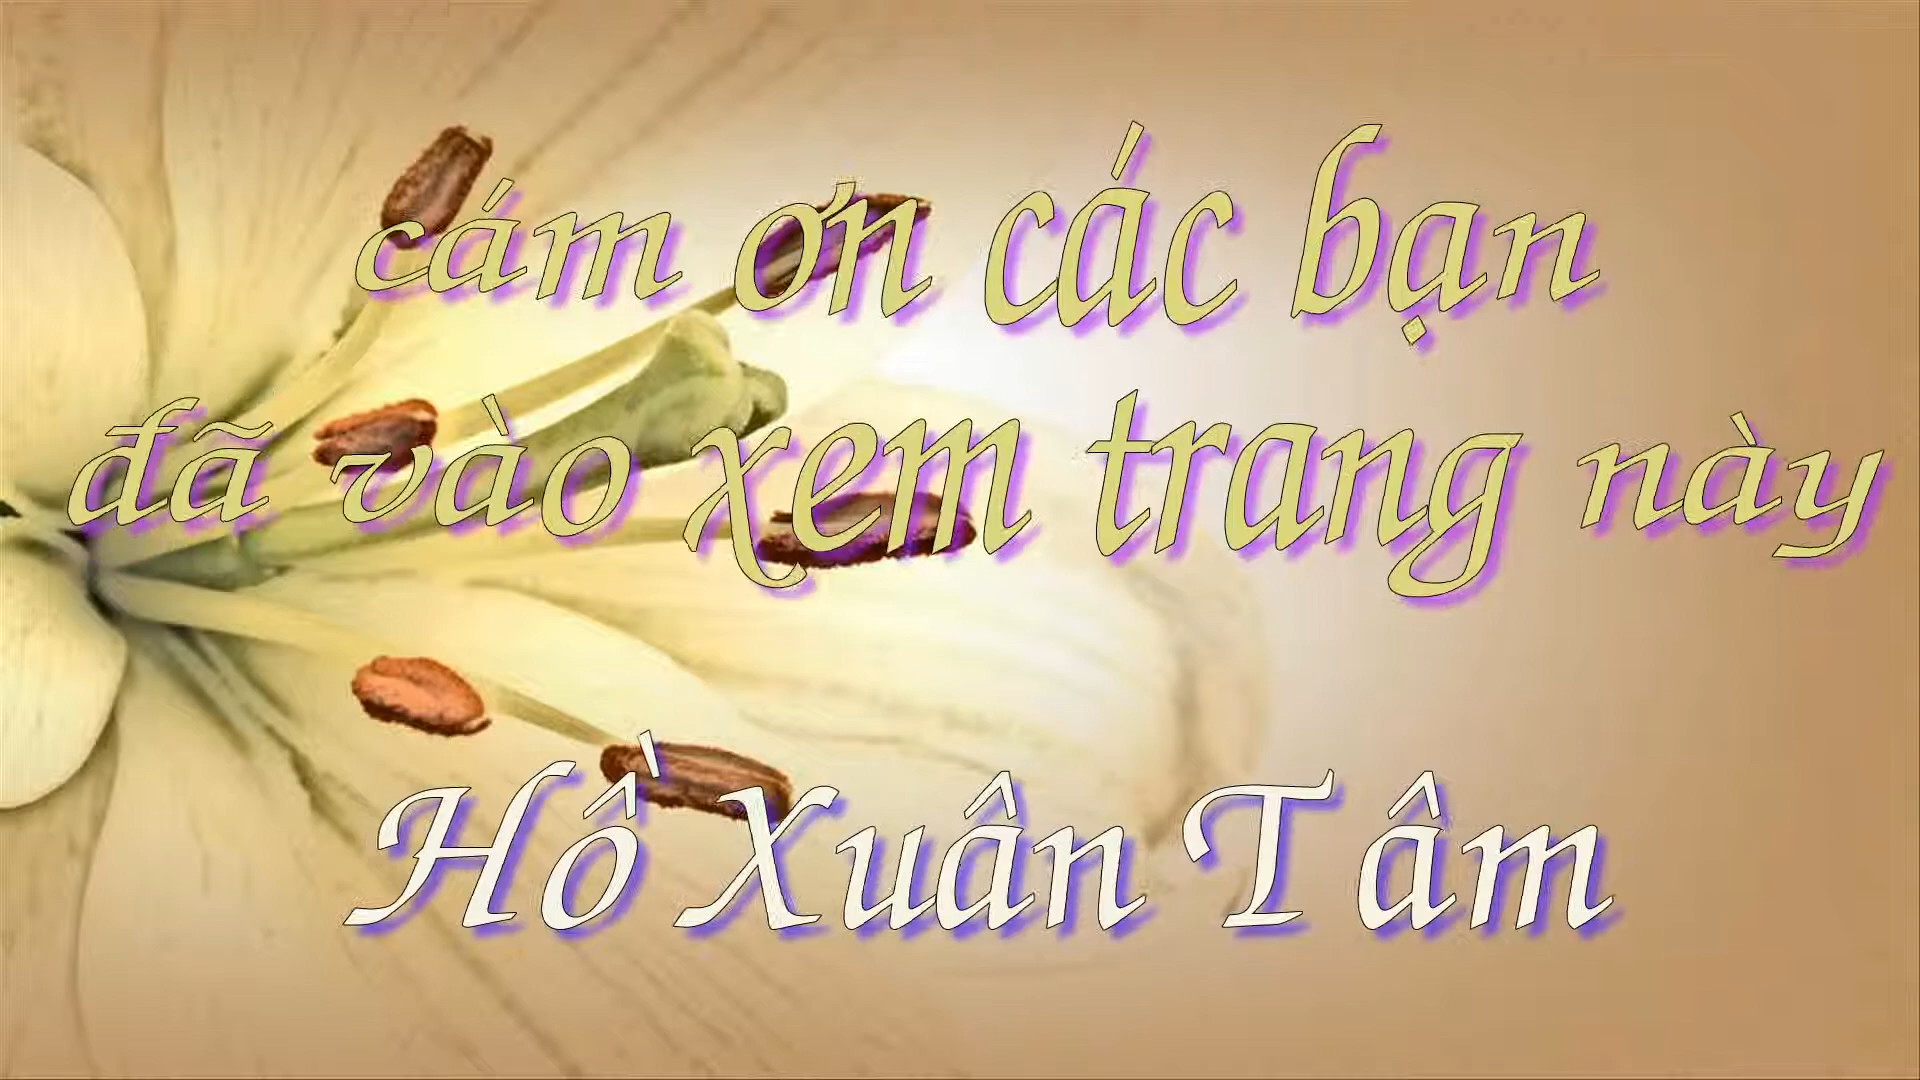 cám ơn các bạn
đã vào xem trang này
Hồ Xuân Tâm